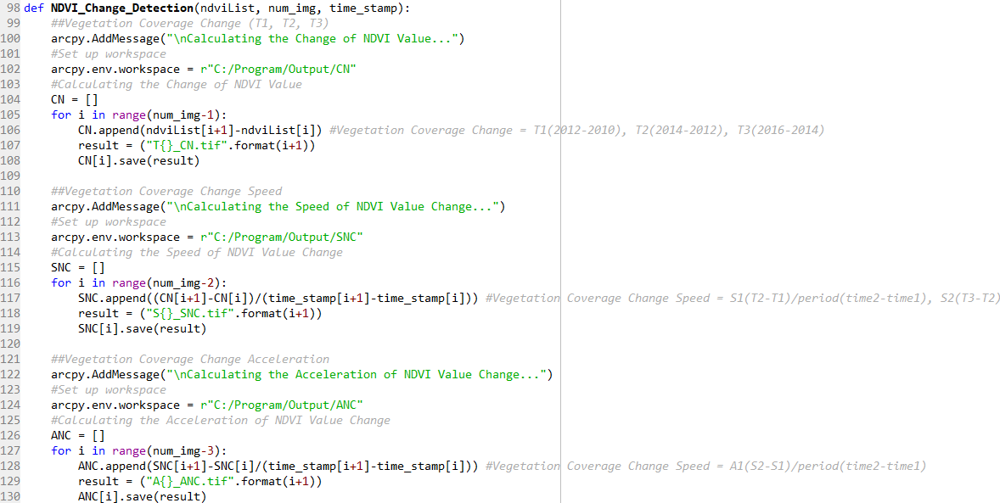 98 def NDVI_Change_Detection(ndviList, num_img, time_stamp):
99     ##Vegetation Coverage Change (T1, T2, T3)
100     arcpy.AddMessage("\nCalculating the Change of NDVI Value...")
101     #Set up workspace
102     arcpy.env.workspace = r"C:/Program/Output/CN"
103     #Calculating the Change of NDVI Value
104     CN = []
105     for i in range(num_img-1):
106         CN.append(ndviList[i+1]-ndviList[i]) #Vegetation Coverage Change = T1(2012-2010), T2(2014-2012), T3(2016-2014)
107         result = ("T{}_CN.tif".format(i+1))
108         CN[i].save(result)
109
110     ##Vegetation Coverage Change Speed
111     arcpy.AddMessage("\nCalculating the Speed of NDVI Value Change...")
112     #Set up workspace
113     arcpy.env.workspace = r"C:/Program/Output/SNC"
114     #Calculating the Speed of NDVI Value Change
115     SNC = []
116     for i in range(num_img-2):
117         SNC.append((CN[i+1]-CN[i])/(time_stamp[i+1]-time_stamp[i])) #Vegetation Coverage Change Speed = S1(T2-T1)/period(time2-time1), S2(T3-T2)
118         result = ("S{}_SNC.tif".format(i+1))
119         SNC[i].save(result)
120
121     ##Vegetation Coverage Change Acceleration
122     arcpy.AddMessage("\nCalculating the Acceleration of NDVI Value Change...")
123     #Set up workspace
124     arcpy.env.workspace = r"C:/Program/Output/ANC"
125     #Calculating the Acceleration of NDVI Value Change
126     ANC = []
127     for i in range(num_img-3):
128         ANC.append(SNC[i+1]-SNC[i]/(time_stamp[i+1]-time_stamp[i])) #Vegetation Coverage Change Speed = A1(S2-S1)/period(time2-time1)
129         result = ("A{}_ANC.tif".format(i+1))
130         ANC[i].save(result)